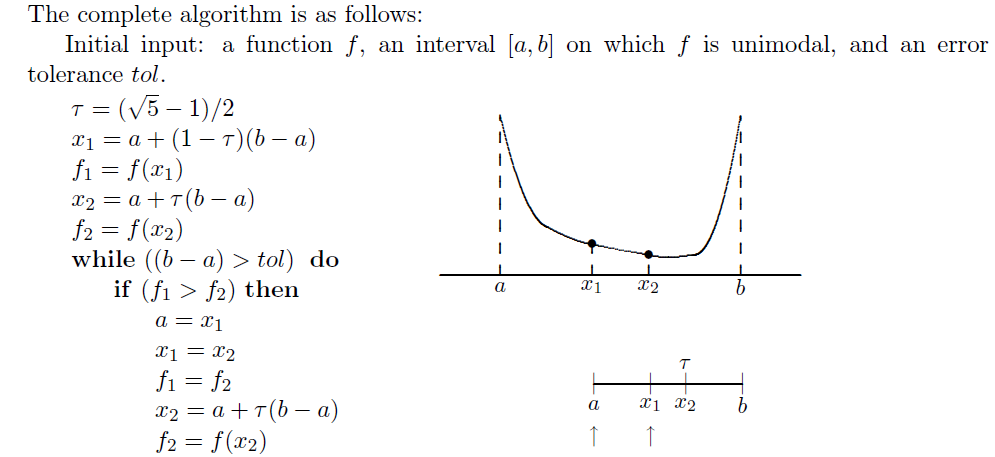 The complete algorithm is as follows:
Initial input: a function f, an interval [a, b] on which f is unimodal, and an error
tolerance tol.
τ = (√5 − 1)/2
x₁ = a + (1 − τ)(b − a)
f₁ = f(x₁)
x₂ = a + τ(b − a)
f₂ = f(x₂)
while ((b − a) > tol) do
if (f₁ > f₂) then
a = x₁
x₁ = x₂
f₁ = f₂
x₂ = a + τ(b − a)
f₂ = f(x₂)
a x₁ x₂ b
τ
a x₁ x₂ b
↑ ↑